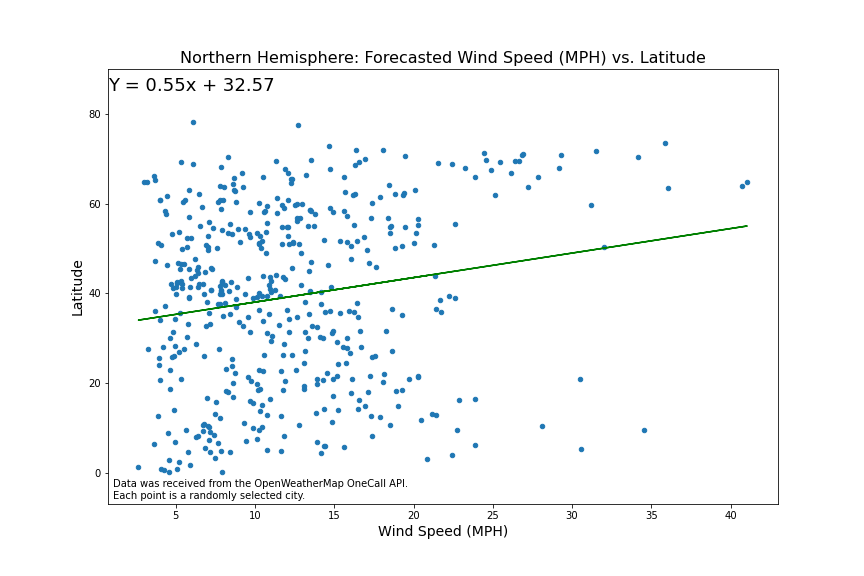 Northern Hemisphere: Forecasted Wind Speed (MPH) vs. Latitude
Y = 0.55x + 32.57
80
60
40
20
0
Latitude
Data was received from the OpenWeatherMap OneCall API.
Each point is a randomly selected city.
5 10 15 20 25 30 35 40
Wind Speed (MPH)